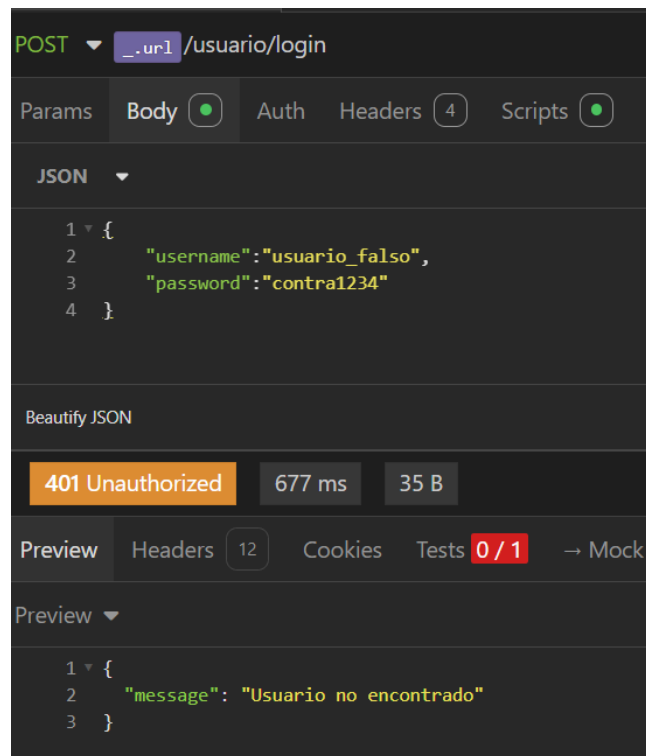 POST _.url /usuario/login
Params Body Auth Headers 4 Scripts
JSON
1 {
2 "username":"usuario_falso",
3 "password":"contra1234"
4 }
Beautify JSON
401 Unauthorized 677 ms 35 B
Preview Headers 12 Cookies Tests 0 / 1 → Mock
Preview
1 {
2 "message": "Usuario no encontrado"
3 }